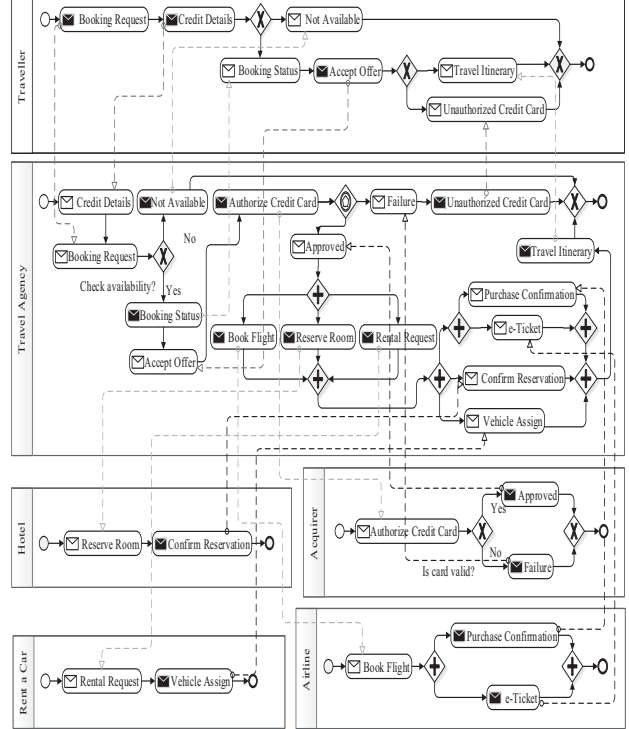 Traveller
Booking Request
Credit Details
Not Available
Booking Status
Accept Offer
Travel Itinerary
Unauthorized Credit Card
Travel Agency
Credit Details
Not Available
Authorize Credit Card
Failure
Unauthorized Credit Card
Booking Request
No
Approved
Travel Itinerary
Check availability?
Yes
Booking Status
Purchase Confirmation
Book Flight
Reserve Room
Rental Request
e-Ticket
Accept Offer
Confirm Reservation
Vehicle Assign
Hotel
Reserve Room
Confirm Reservation
Acquirer
Authorize Credit Card
Approved
Yes
No
Is card valid?
Failure
Rent a Car
Rental Request
Vehicle Assign
Airline
Book Flight
Purchase Confirmation
e-Ticket